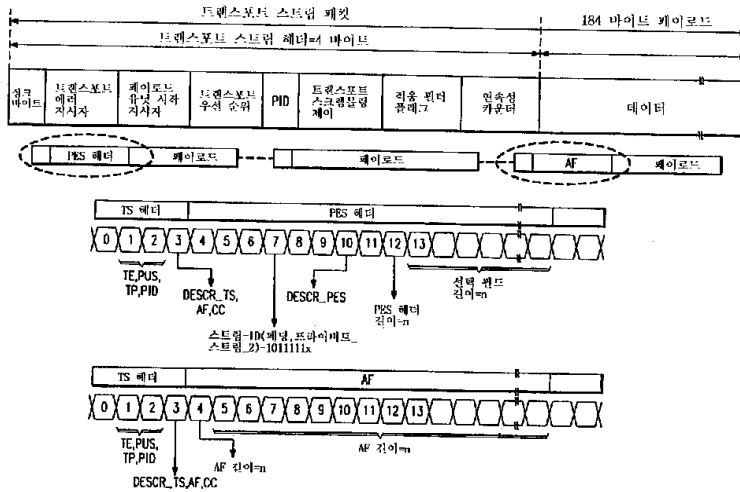 트랜스포트 스트림 패킷
184 바이트 페이로드
트랜스포트 스트림 헤더=4 바이트
싱크
바이트
트랜스포트
에러
지시자
페이로드
유닛 시작
지시자
트랜스포트
우선 순위
PID
트랜스포트
스크램블링
제어
적응 필터
플래그
연속성
카운터
데이터
PES 헤더
페이로드
페이로드
AF
페이로드
TS 헤더
PES 헤더
0 1 2 3 4 5 6 7 8 9 10 11 12 13
TE,PUS,
TP,PID
DESCR_TS,
AF,CC
DESCR_PES
PES 헤더
길이=n
선택 필드
길이=n
스트림-ID(패딩,프라이버트_
스트림_2)-1011111x
TS 헤더
AF
0 1 2 3 4 5 6 7 8 9 10 11 12 13
TE,PUS,
TP,PID
AF 길이=n
AF 길이=n
DESCR_TS,AF,CC